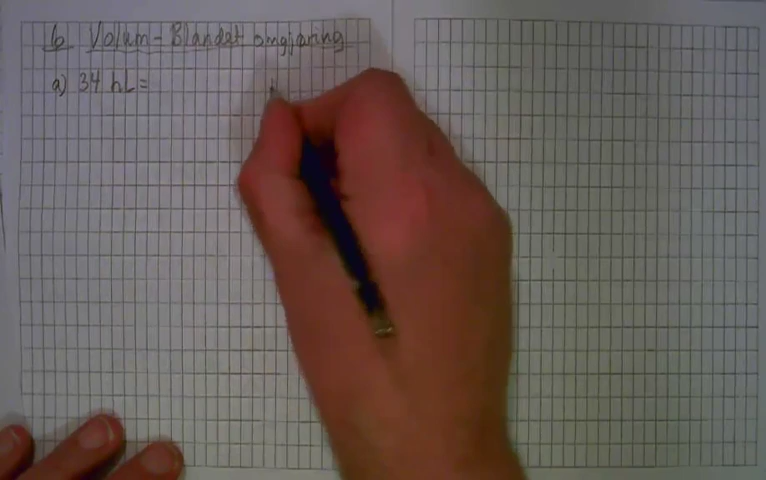 6 Volum - Blandet omgjøring
a) 34 hL =